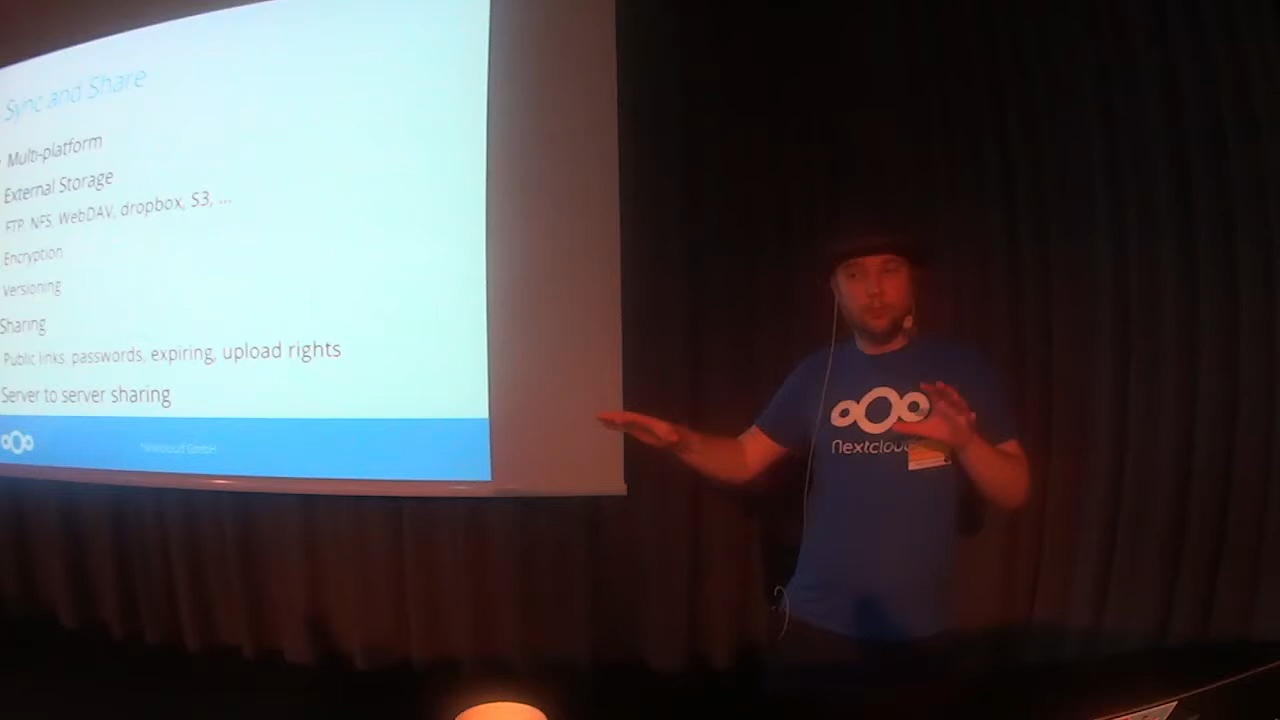 Sync and Share
Multi-platform
External Storage
FTP, NFS, WebDAV, dropbox, S3, ...
Encryption
Versioning
Sharing
Public links, passwords, expiring, upload rights
Server to server sharing
Nextcloud GmbH
nextcloud